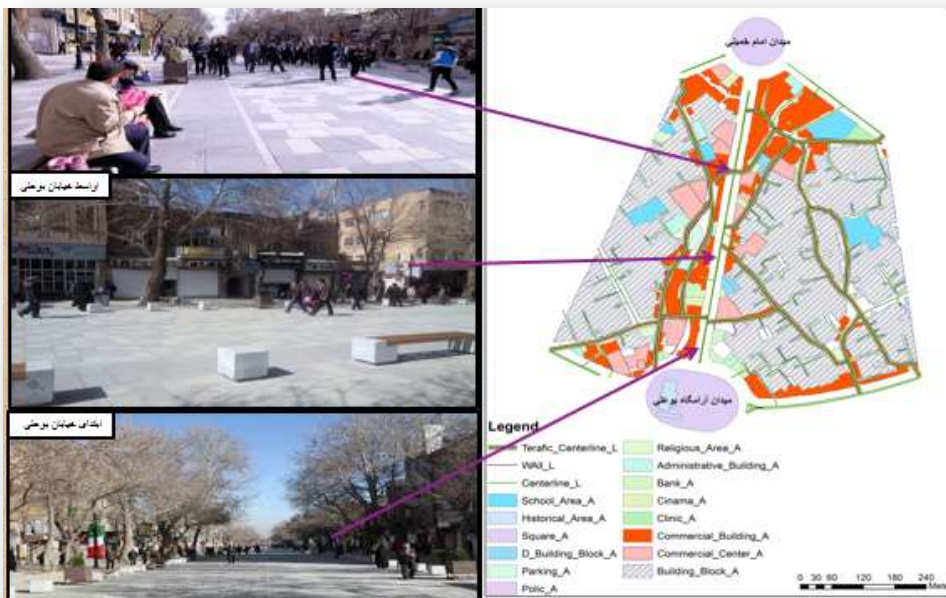 اواسط خیابان بوعلی
ابتدای خیابان بوعلی
میدان امام خمینی
میدان آرامگاه بوعلی
Legend
Terafic_Centerline_L
WAll_L
Centerline_L
School_Area_A
Historical_Area_A
Square_A
D_Building_Block_A
Parking_A
Polic_A
Religious_Area_A
Administrative_Building_A
Bank_A
Cinama_A
Clinic_A
Commercial_Building_A
Commercial_Center_A
Building_Block_A
0 30 60 120 180 240